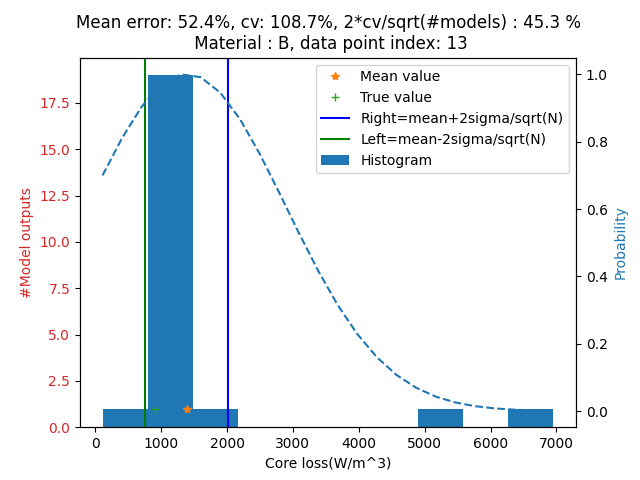 Mean error: 52.4%, cv: 108.7%, 2*cv/sqrt(#models) : 45.3 %
Material : B, data point index: 13
Mean value
True value
Right=mean+2sigma/sqrt(N)
Left=mean-2sigma/sqrt(N)
Histogram
#Model outputs
17.5
15.0
12.5
10.0
7.5
5.0
2.5
0.0
1.0
0.8
0.6
0.4
0.2
0.0
Probability
0 1000 2000 3000 4000 5000 6000 7000
Core loss(W/m^3)